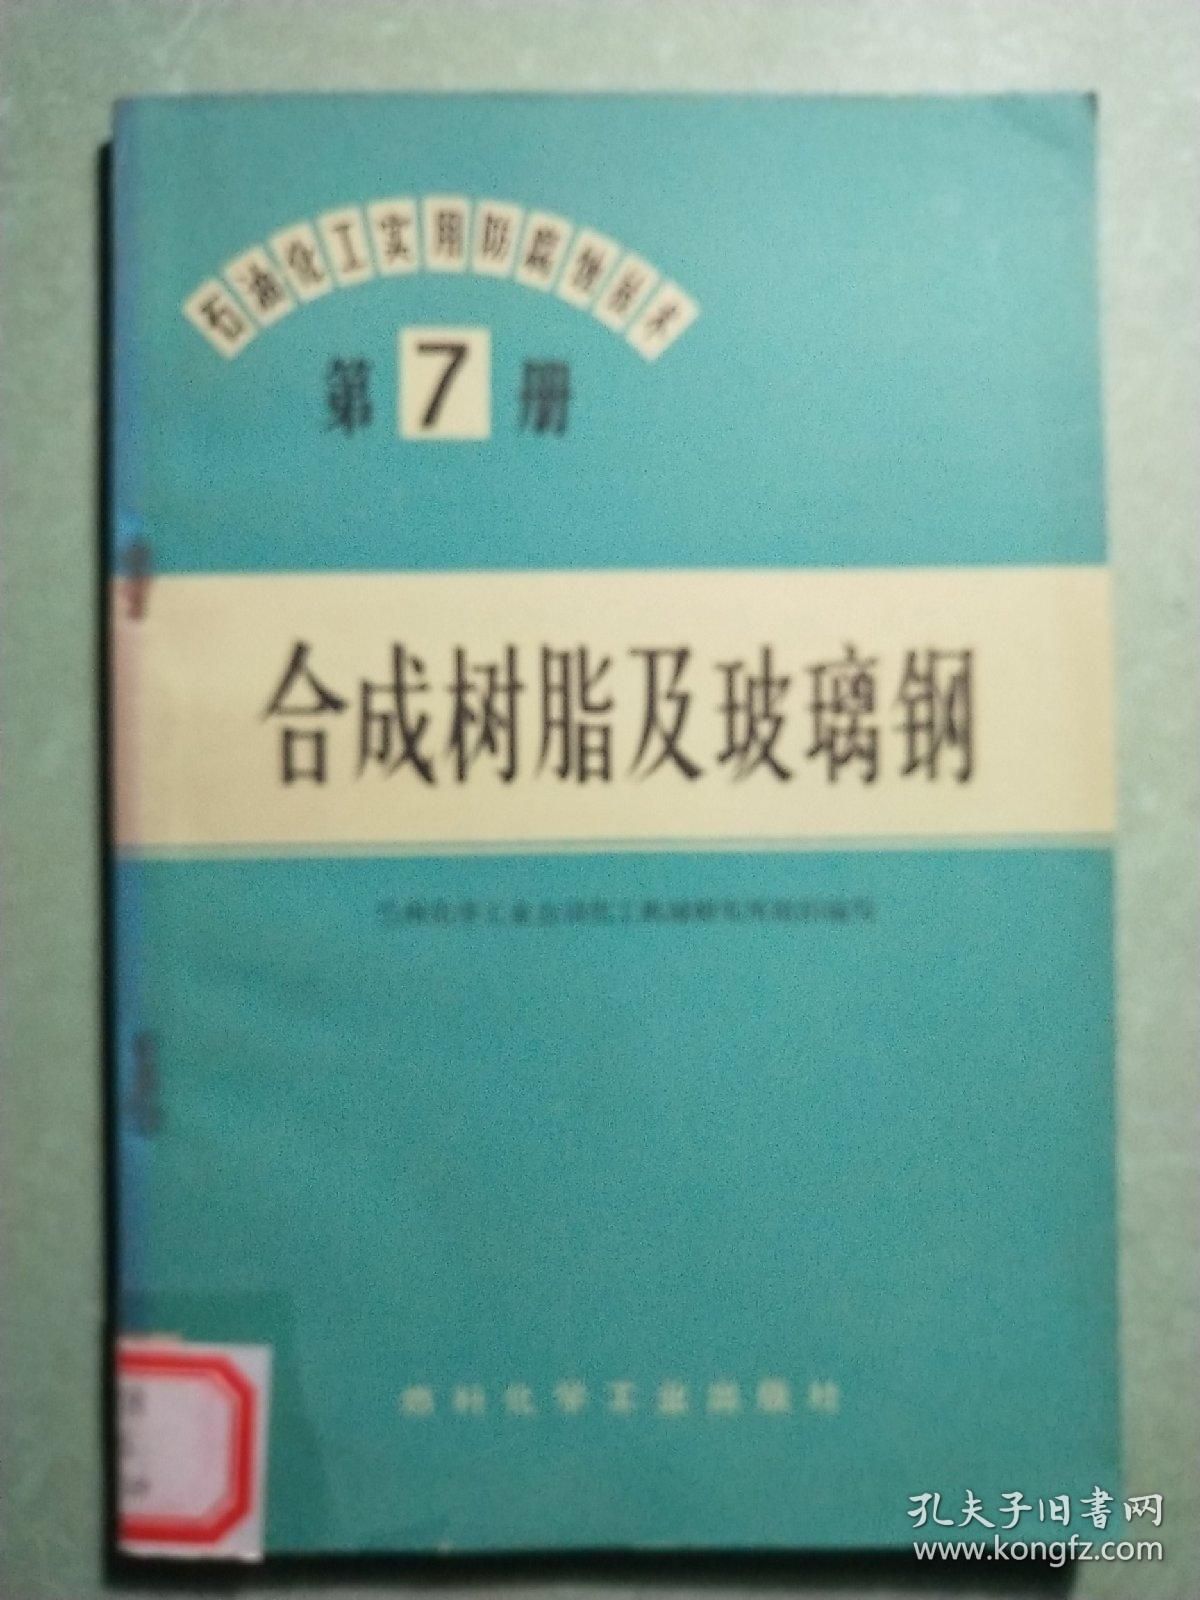 石油化工实用防腐蚀技术
第7册
合成树脂及玻璃钢
燃料化学工业出版社
孔夫子旧书网
www.kongfz.com